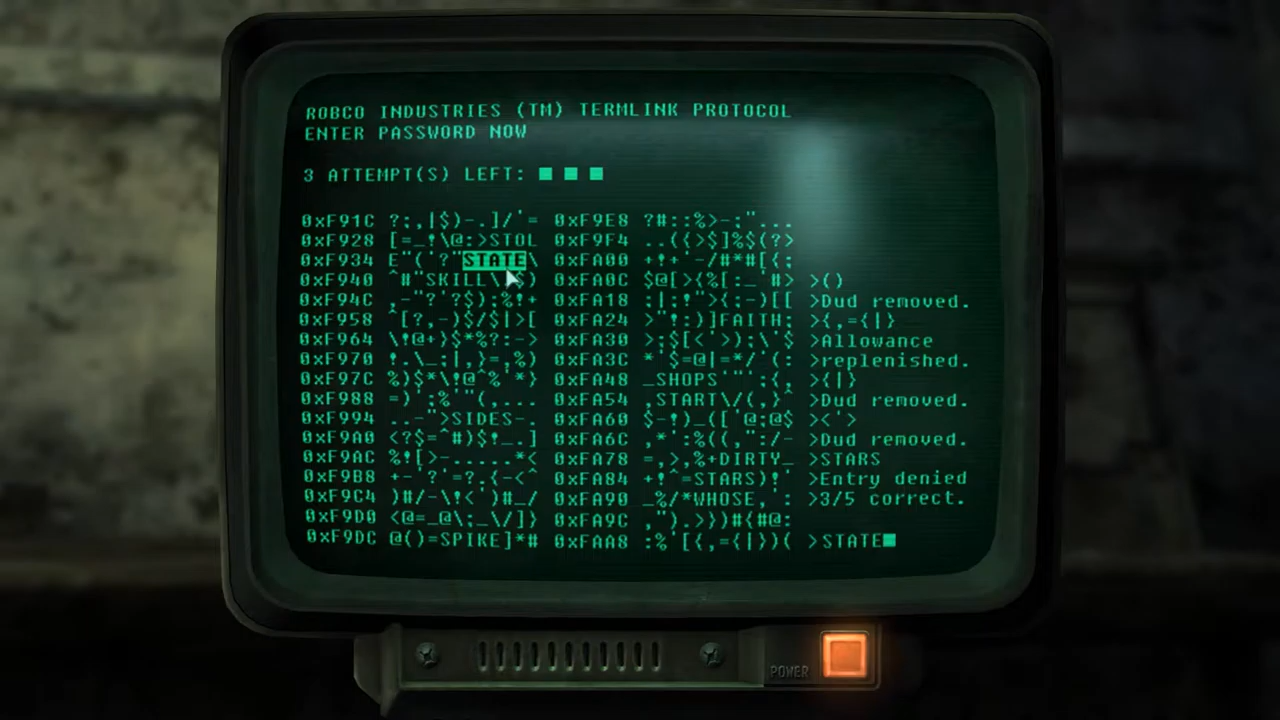 ROBCO INDUSTRIES (TM) TERMLINK PROTOCOL
ENTER PASSWORD NOW
3 ATTEMPT(S) LEFT: ■ ■ ■
0xF91C ?;,|$)-.]/'= 0xF9E8 ?#::%>-;"...
0xF928 [=_!\@:>STOL 0xF9F4 ..({>$]%$(?>
0xF934 E"('?"STATE\ 0xFA00 +!+'-/#*#[{:
0xF940 ^#"SKILL\ $) 0xFA0C $@[>{%[:_'#> >()
0xF94C ,-"?'?$);%!+ 0xFA18 :|;!">{;-)[[ >Dud removed.
0xF958 ^[?,-)$/$|>[ 0xFA24 >"!:)]FAITH; >{,={|}
0xF964 \!@+}$*%?:-> 0xFA30 >;$[<'>);\'$ >Allowance
0xF970 !.\_;|,}=,%) 0xFA3C *'$=@|=*/'(: >replenished.
0xF97C %)$*\!@^%'*} 0xFA48 _SHOPS'"':{, >{|}
0xF988 =)';%'"(,... 0xFA54 ,START\/(,}^ >Dud removed.
0xF994 ..-">SIDES-. 0xFA60 $-!)_(['@;@$ ><'>
0xF9A0 <?$=^#)$!_.] 0xFA6C ,*':%((,":/- >Dud removed.
0xF9AC %![>-.....*< 0xFA78 =,>,%+DIRTY_ >STARS
0xF9B8 +-'?'=?.{-<^ 0xFA84 +!^=STARS)!' >Entry denied
0xF9C4 )#/-\!<')#_/ 0xFA90 _%/*WHOSE,': >3/5 correct.
0xF9D0 <@=_@\;_\/]} 0xFA9C ,").>})#{#@:
0xF9DC @()=SPIKE]*# 0xFAA8 :%'[{,={|})( >STATE■
POWER